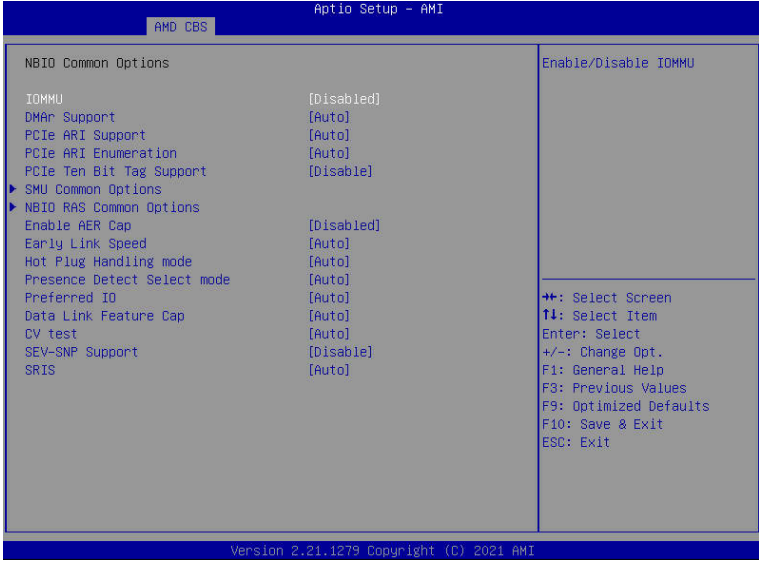 Aptio Setup - AMI
AMD CBS
NBIO Common Options
IOMMU [Disabled]
DMAr Support [Auto]
PCIe ARI Support [Auto]
PCIe ARI Enumeration [Auto]
PCIe Ten Bit Tag Support [Disable]
SMU Common Options
NBIO RAS Common Options
Enable AER Cap [Disabled]
Early Link Speed [Auto]
Hot Plug Handling mode [Auto]
Presence Detect Select mode [Auto]
Preferred IO [Auto]
Data Link Feature Cap [Auto]
CV test [Auto]
SEV-SNP Support [Disable]
SRIS [Auto]
Enable/Disable IOMMU
→←: Select Screen
↑↓: Select Item
Enter: Select
+/-: Change Opt.
F1: General Help
F3: Previous Values
F9: Optimized Defaults
F10: Save & Exit
ESC: Exit
Version 2.21.1279 Copyright (C) 2021 AMI